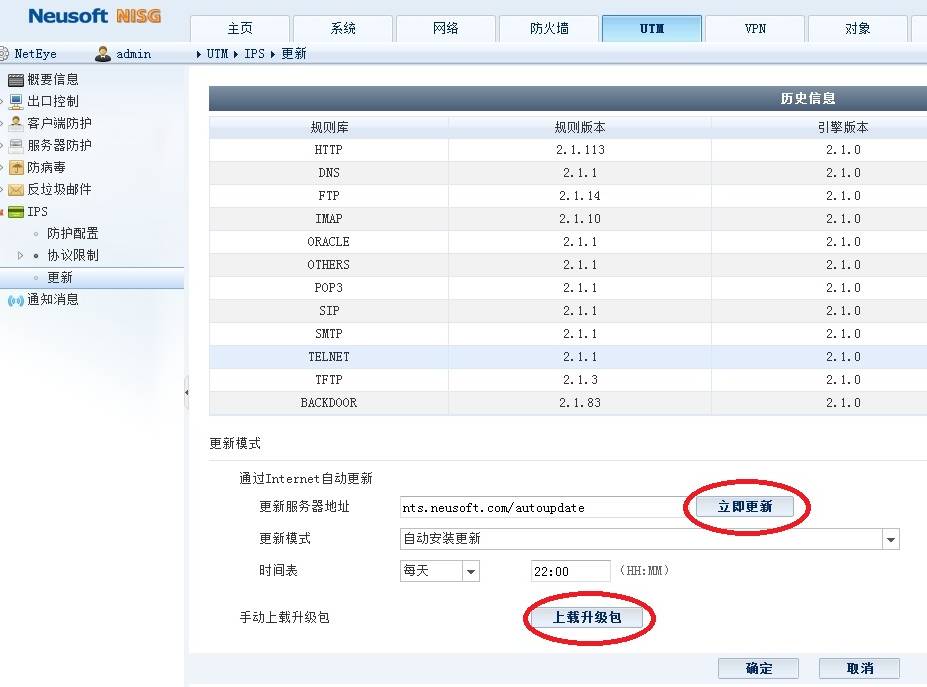 Neusoft NISG
主页 系统 网络 防火墙 UTM VPN 对象
NetEye admin UTM IPS 更新
概要信息
出口控制
客户端防护
服务器防护
防病毒
反垃圾邮件
IPS
防护配置
协议限制
更新
通知消息
历史信息
规则库 规则版本 引擎版本
HTTP 2.1.113 2.1.0
DNS 2.1.1 2.1.0
FTP 2.1.14 2.1.0
IMAP 2.1.10 2.1.0
ORACLE 2.1.1 2.1.0
OTHERS 2.1.1 2.1.0
POP3 2.1.1 2.1.0
SIP 2.1.1 2.1.0
SMTP 2.1.1 2.1.0
TELNET 2.1.1 2.1.0
TFTP 2.1.3 2.1.0
BACKDOOR 2.1.83 2.1.0
更新模式
通过Internet自动更新
更新服务器地址 nts.neusoft.com/autoupdate 立即更新
更新模式 自动安装更新
时间表 每天 22:00 (HH:MM)
手动上载升级包 上载升级包
确定 取消